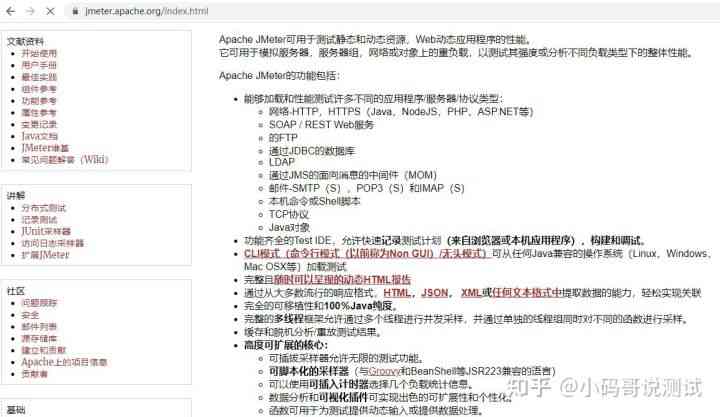 jmeter.apache.org/index.html
文献资料
开始使用
用户手册
最佳实践
组件参考
功能参考
属性参考
变更记录
Java文档
JMeter维基
常见问题解答（Wiki）
讲解
分布式测试
记录测试
JUnit采样器
访问日志采样器
扩展JMeter
社区
问题跟踪
安全
邮件列表
源存储库
建立和贡献
Apache上的项目信息
贡献者
基础
Apache JMeter可用于测试静态和动态资源，Web动态应用程序的性能。
它可用于模拟服务器，服务器组，网络或对象上的重负载，以测试其强度或分析不同负载类型下的整体性能。
Apache JMeter的功能包括：
能够加载和性能测试许多不同的应用程序/服务器/协议类型：
网络-HTTP，HTTPS（Java，NodeJS，PHP，ASP.NET等）
SOAP / REST Web服务
的FTP
通过JDBC的数据库
LDAP
通过JMS的面向消息的中间件（MOM）
邮件-SMTP（S），POP3（S）和IMAP（S）
本机命令或Shell脚本
TCP协议
Java对象
功能齐全的Test IDE，允许快速记录测试计划（来自浏览器或本机应用程序），构建和调试。
CLI模式（命令行模式（以前称为Non GUI）/无头模式）可从任何Java兼容的操作系统（Linux，Windows，
Mac OSX等）加载测试
完整且随时可以呈现的动态HTML报告
通过从大多数流行的响应格式，HTML，JSON， XML或任何文本格式中提取数据的能力，轻松实现关联
完全的可移植性和100%Java纯度。
完整的多线程框架允许通过多个线程进行并发采样，并通过单独的线程组同时对不同的函数进行采样。
缓存和脱机分析/重放测试结果。
高度可扩展的核心：
可插拔采样器允许无限的测试功能。
可脚本化的采样器（与Groovy和BeanShell等JSR223兼容的语言）
可以使用可插入计时器选择几个负载统计信息。
数据分析和可视化插件可实现出色的可扩展性和个性化。
函数可用于为测试提供动态输入或提供数据处理。
知乎 @小码哥说测试